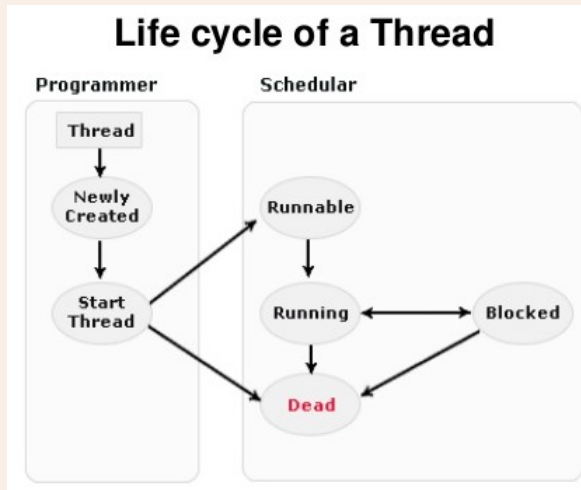 Life cycle of a Thread
Programmer
Schedular
Thread
Newly
Created
Runnable
Start
Thread
Running
Blocked
Dead